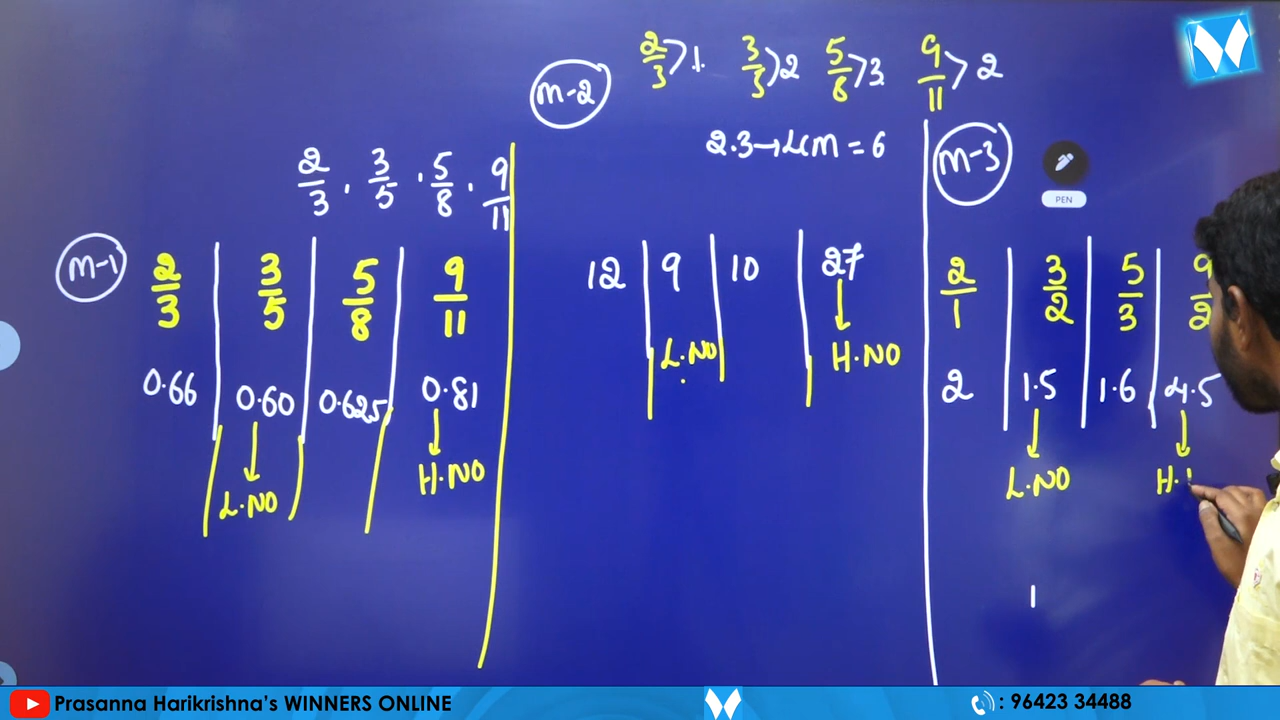 2/3 > 1 3/3 > 2 5/8 > 3 9/11 > 2
M-2
2.3 → LCM = 6
M-3
PEN
2/3, 3/5, 5/8, 9/11
M-1
2/3 3/5 5/8 9/11
0.66 0.60 0.625 0.81
L.NO H.NO
12 9 10 27
L.NO H.NO
2/1 3/2 5/3 9/2
2 1.5 1.6 4.5
L.NO H.
1
Prasanna Harikrishna's WINNERS ONLINE
: 96423 34488